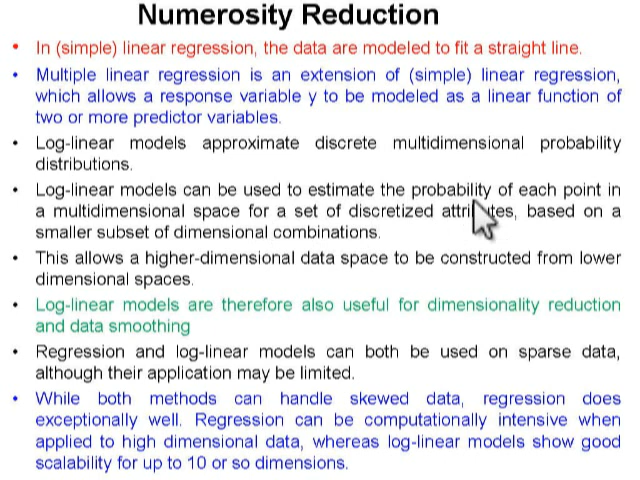 Numerosity Reduction
• In (simple) linear regression, the data are modeled to fit a straight line.
• Multiple linear regression is an extension of (simple) linear regression,
which allows a response variable y to be modeled as a linear function of
two or more predictor variables.
• Log-linear models approximate discrete multidimensional probability
distributions.
• Log-linear models can be used to estimate the probability of each point in
a multidimensional space for a set of discretized attributes, based on a
smaller subset of dimensional combinations.
• This allows a higher-dimensional data space to be constructed from lower
dimensional spaces.
• Log-linear models are therefore also useful for dimensionality reduction
and data smoothing
• Regression and log-linear models can both be used on sparse data,
although their application may be limited.
• While both methods can handle skewed data, regression does
exceptionally well. Regression can be computationally intensive when
applied to high dimensional data, whereas log-linear models show good
scalability for up to 10 or so dimensions.